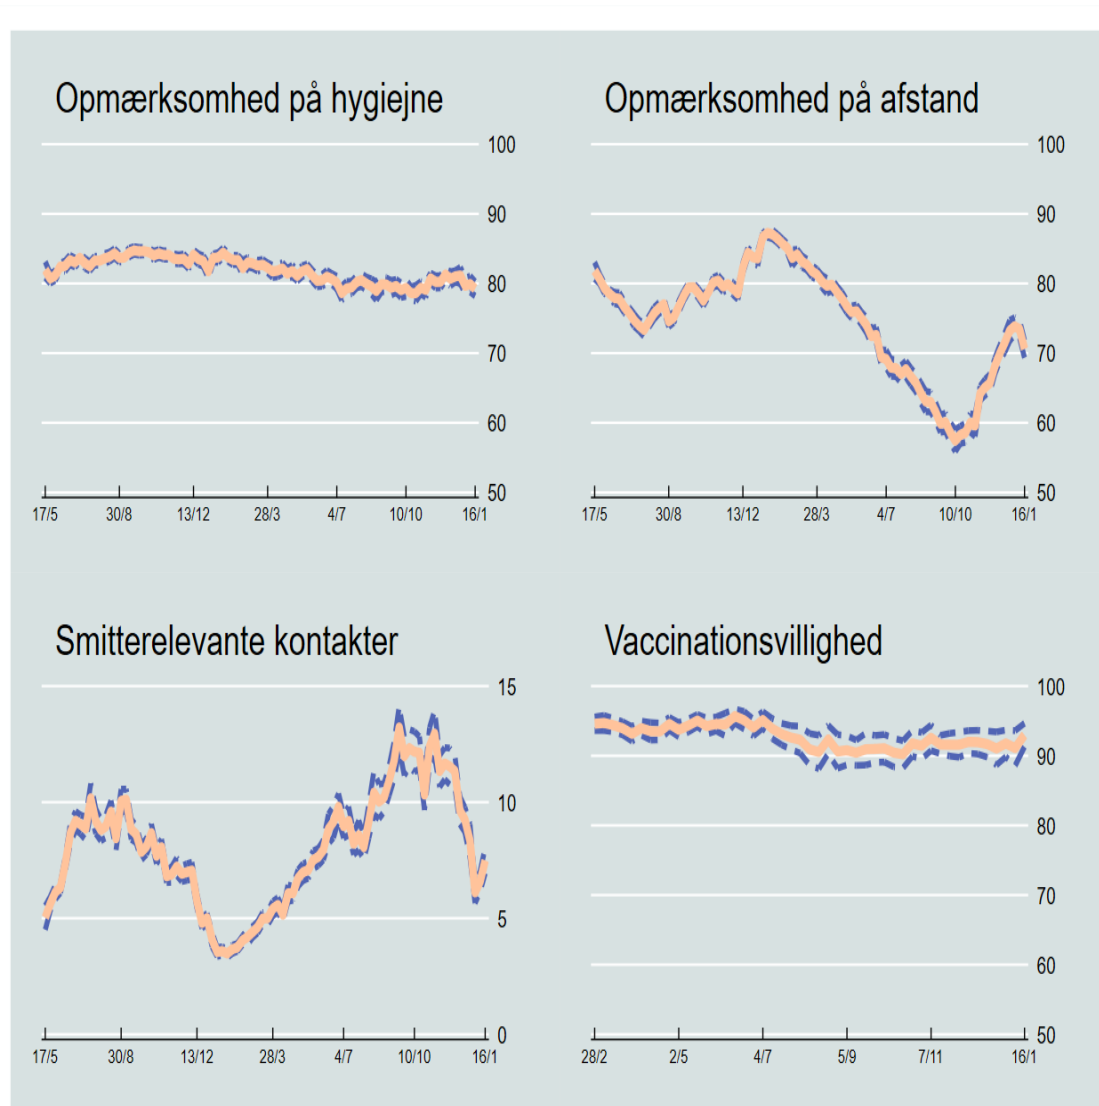 Opmærksomhed på hygiejne
100
90
80
70
60
50
17/5 30/8 13/12 28/3 4/7 10/10 16/1
Opmærksomhed på afstand
100
90
80
70
60
50
17/5 30/8 13/12 28/3 4/7 10/10 16/1
Smitterelevante kontakter
15
10
5
0
17/5 30/8 13/12 28/3 4/7 10/10 16/1
Vaccinationsvillighed
100
90
80
70
60
50
28/2 2/5 4/7 5/9 7/11 16/1